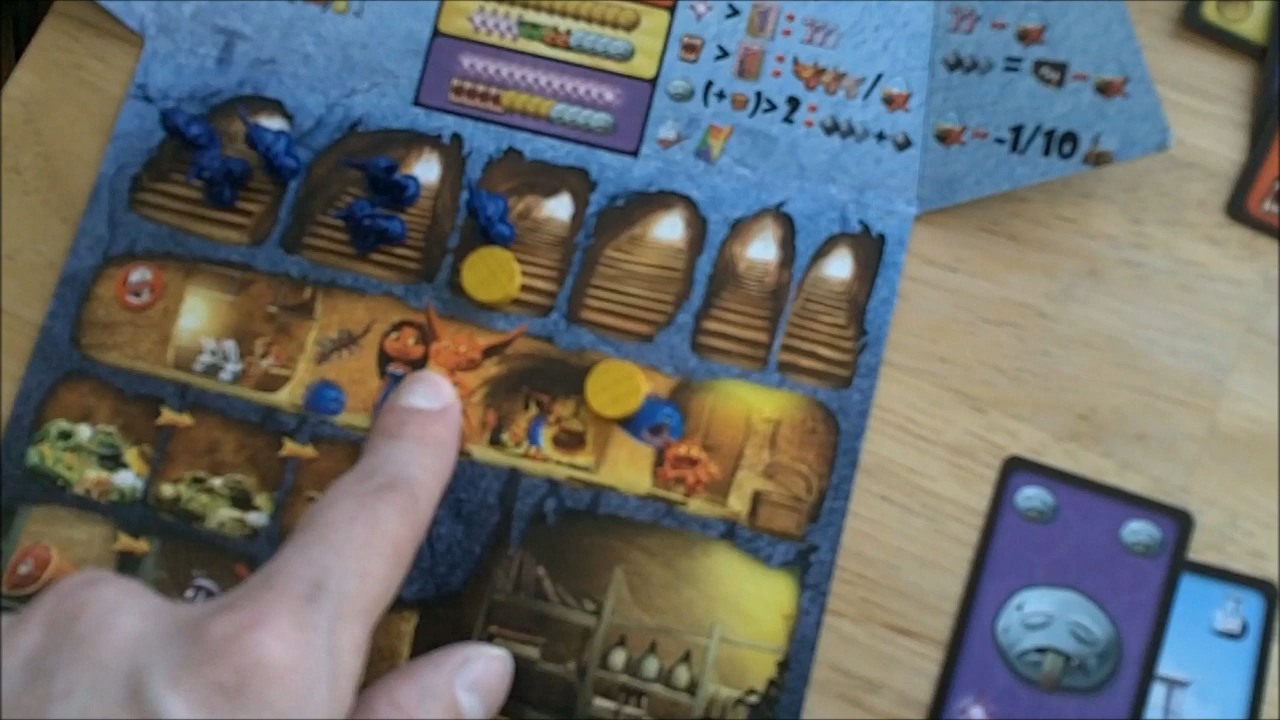 > :
> : /
(+ )>2: +
-
= -
- -1/10